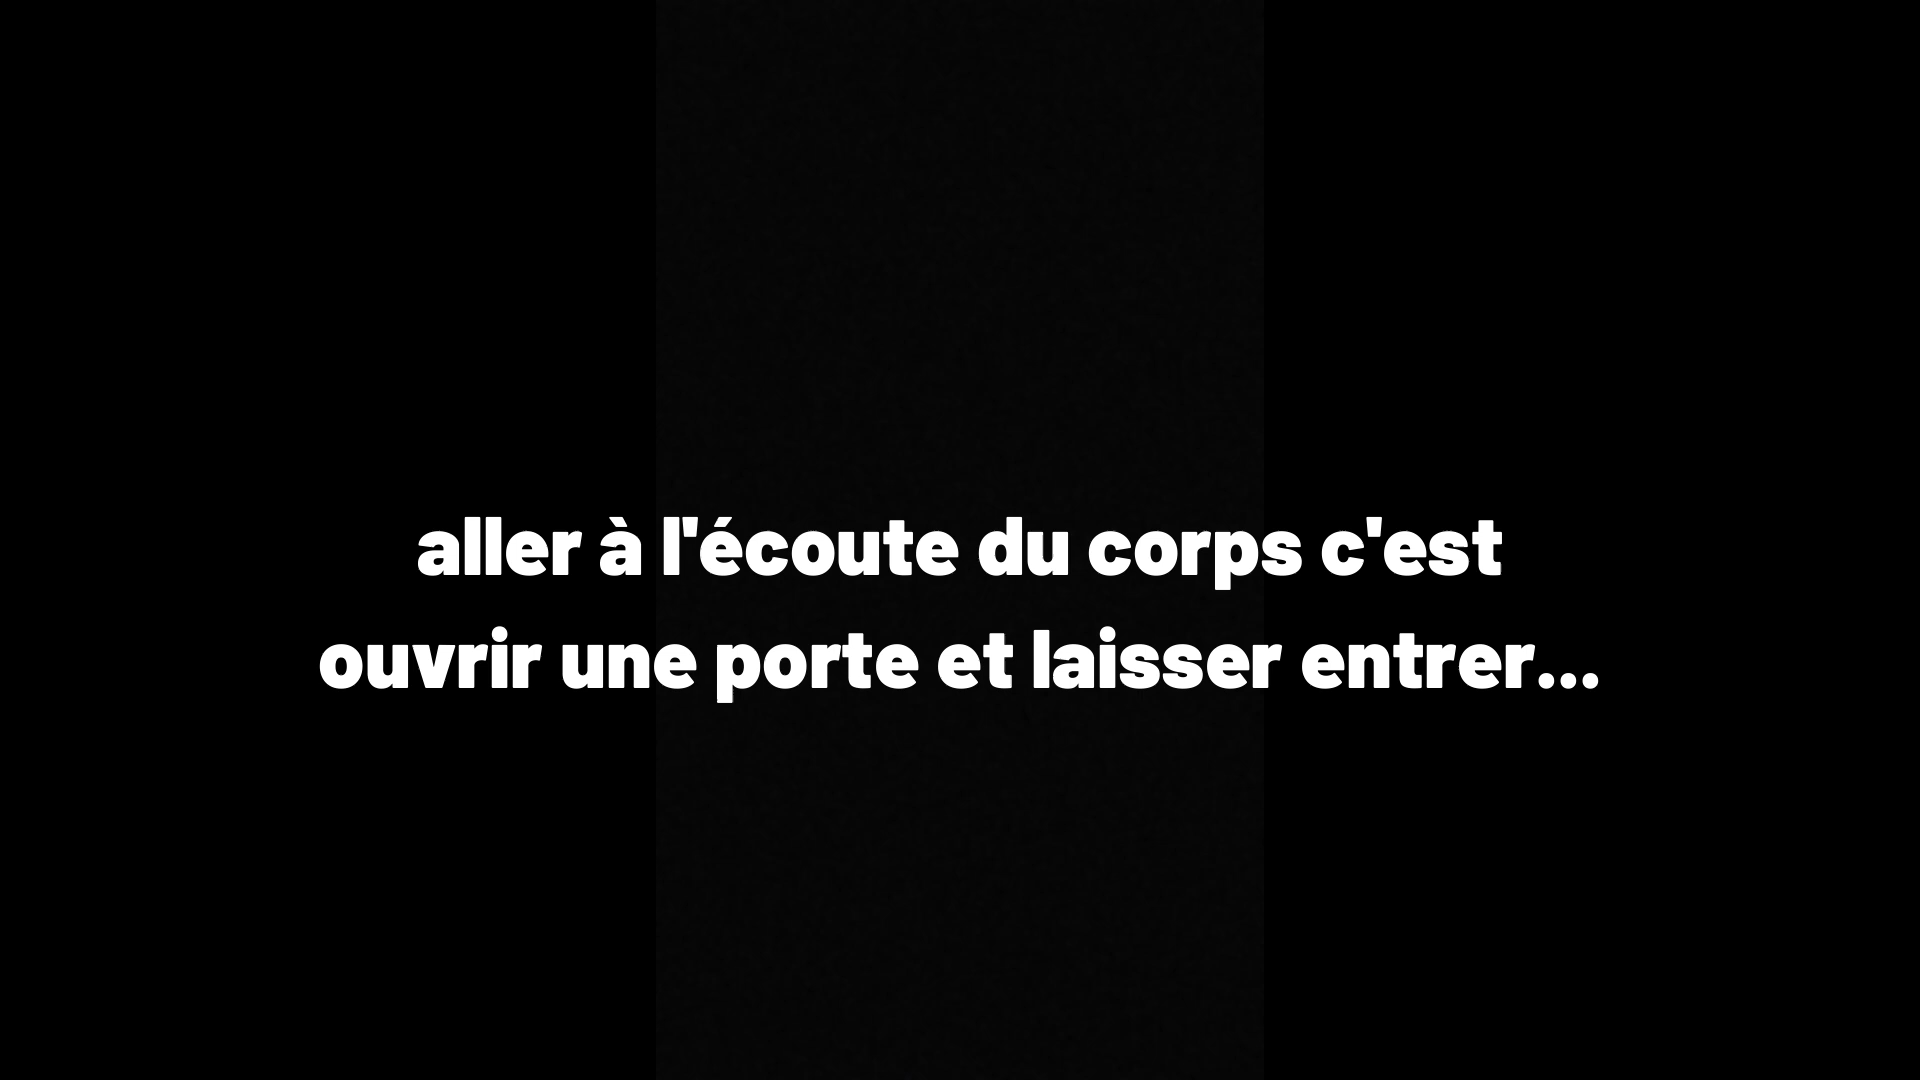 aller à l'écoute du corps c'est
ouvrir une porte et laisser entrer...